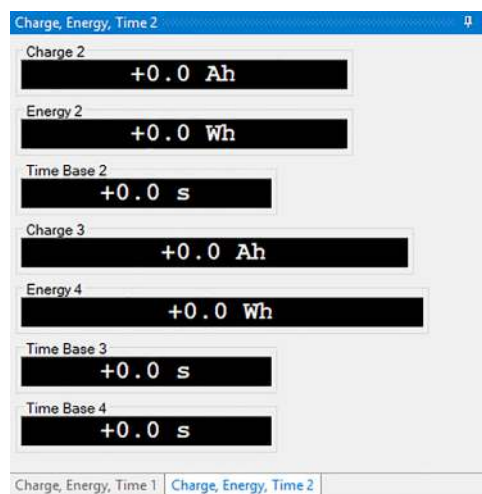 Charge, Energy, Time 2
Charge 2
+0.0 Ah
Energy 2
+0.0 Wh
Time Base 2
+0.0 s
Charge 3
+0.0 Ah
Energy 4
+0.0 Wh
Time Base 3
+0.0 s
Time Base 4
+0.0 s
Charge, Energy, Time 1 Charge, Energy, Time 2